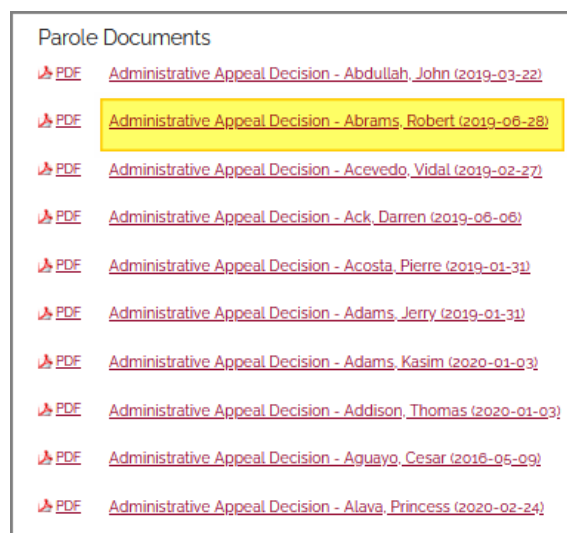 Parole Documents
PDF Administrative Appeal Decision - Abdullah, John (2019-03-22)
PDF Administrative Appeal Decision - Abrams, Robert (2019-06-28)
PDF Administrative Appeal Decision - Acevedo, Vidal (2019-02-27)
PDF Administrative Appeal Decision - Ack, Darren (2019-06-06)
PDF Administrative Appeal Decision - Acosta, Pierre (2019-01-31)
PDF Administrative Appeal Decision - Adams, Jerry (2019-01-31)
PDF Administrative Appeal Decision - Adams, Kasim (2020-01-03)
PDF Administrative Appeal Decision - Addison, Thomas (2020-01-03)
PDF Administrative Appeal Decision - Aguayo, Cesar (2016-05-09)
PDF Administrative Appeal Decision - Alava, Princess (2020-02-24)